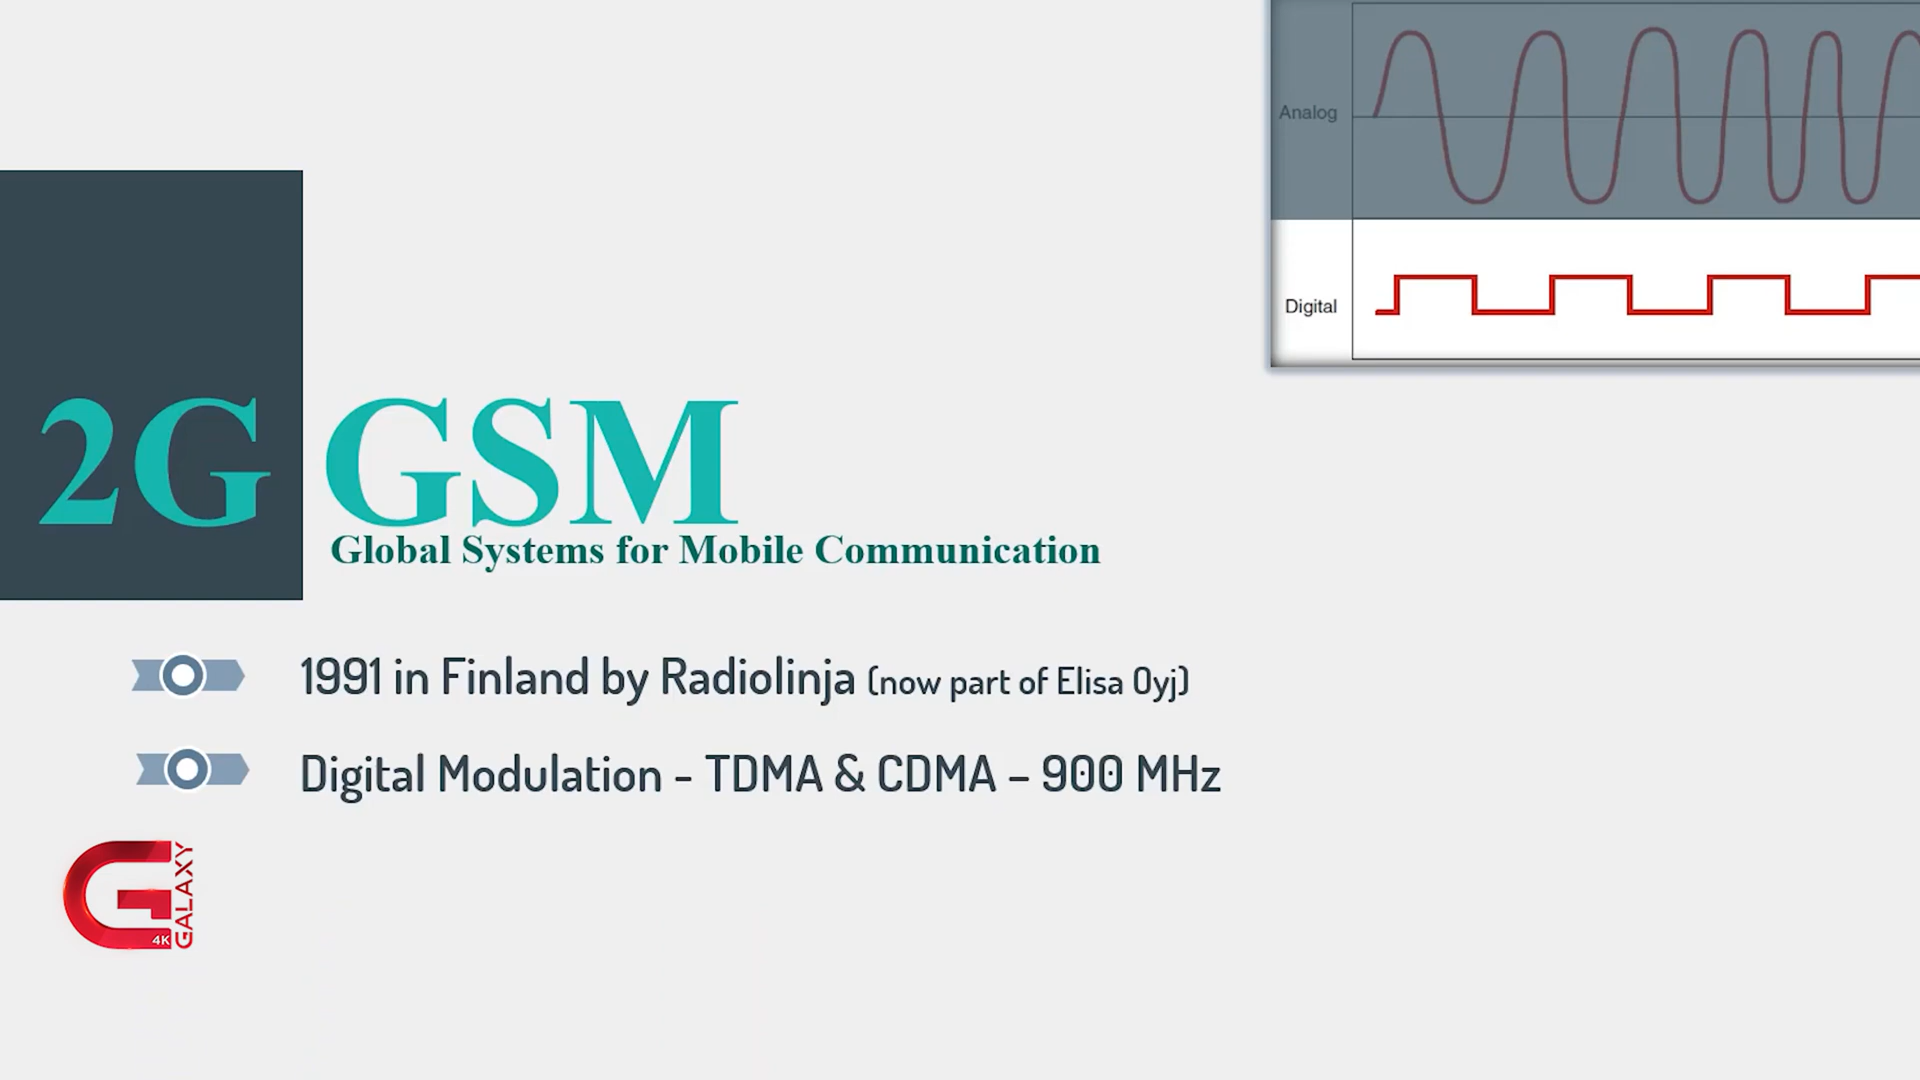 Analog
Digital
2G GSM
Global Systems for Mobile Communication
1991 in Finland by Radiolinja (now part of Elisa Oyj)
Digital Modulation - TDMA & CDMA – 900 MHz
G GALAXY
4K